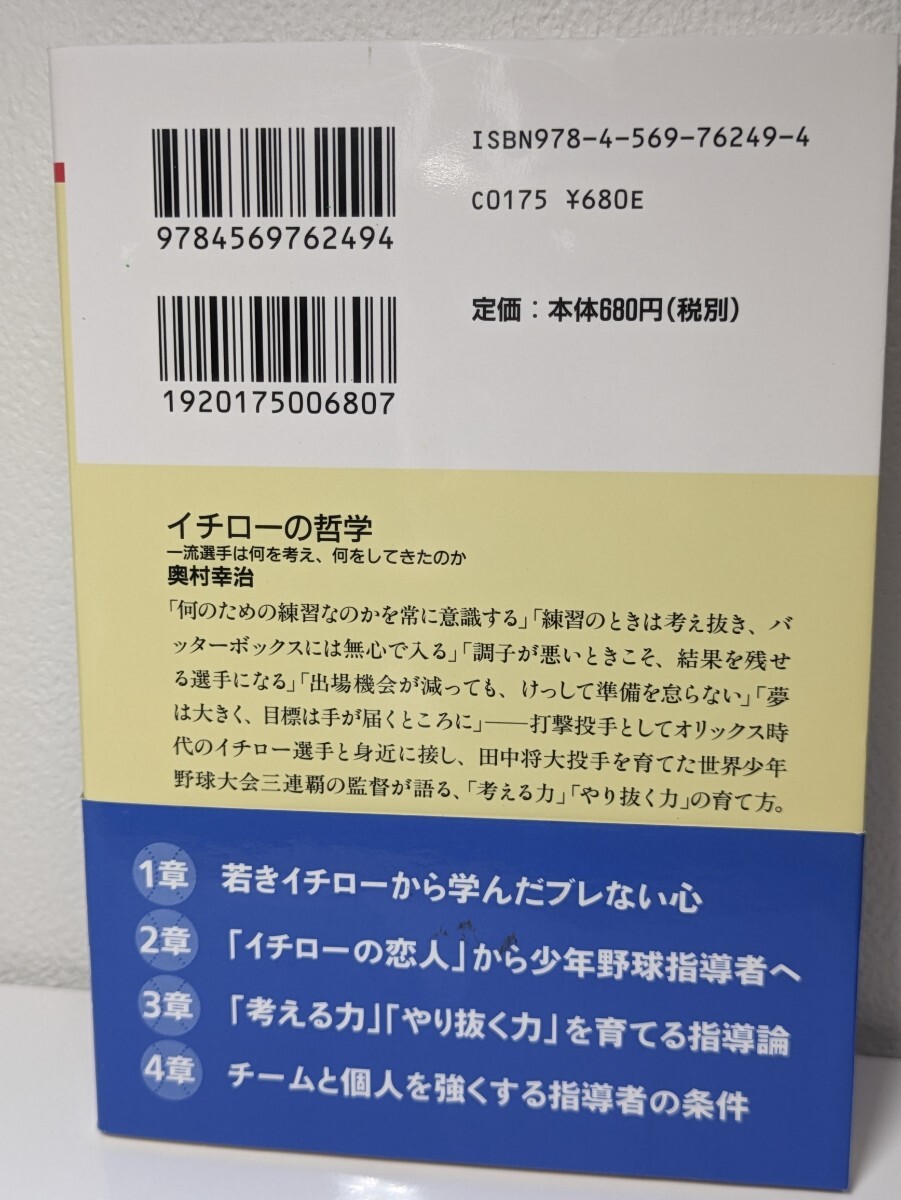 ISBN978-4-569-76249-4
C0175 ¥680E
9784569762494
定価：本体680円(税別)
1920175006807
イチローの哲学
一流選手は何を考え、何をしてきたのか
奥村幸治
「何のための練習なのかを常に意識する」「練習のときは考え抜き、バ
ッターボックスには無心で入る」「調子が悪いときこそ、結果を残せ
る選手になる」「出場機会が減っても、けっして準備を怠らない」「夢
は大きく、目標は手が届くところに」──打撃投手としてオリックス時
代のイチロー選手と身近に接し、田中将大投手を育てた世界少年
野球大会三連覇の監督が語る、「考える力」「やり抜く力」の育て方。
1章 若きイチローから学んだブレない心
2章 「イチローの恋人」から少年野球指導者へ
3章 「考える力」「やり抜く力」を育てる指導論
4章 チームと個人を強くする指導者の条件